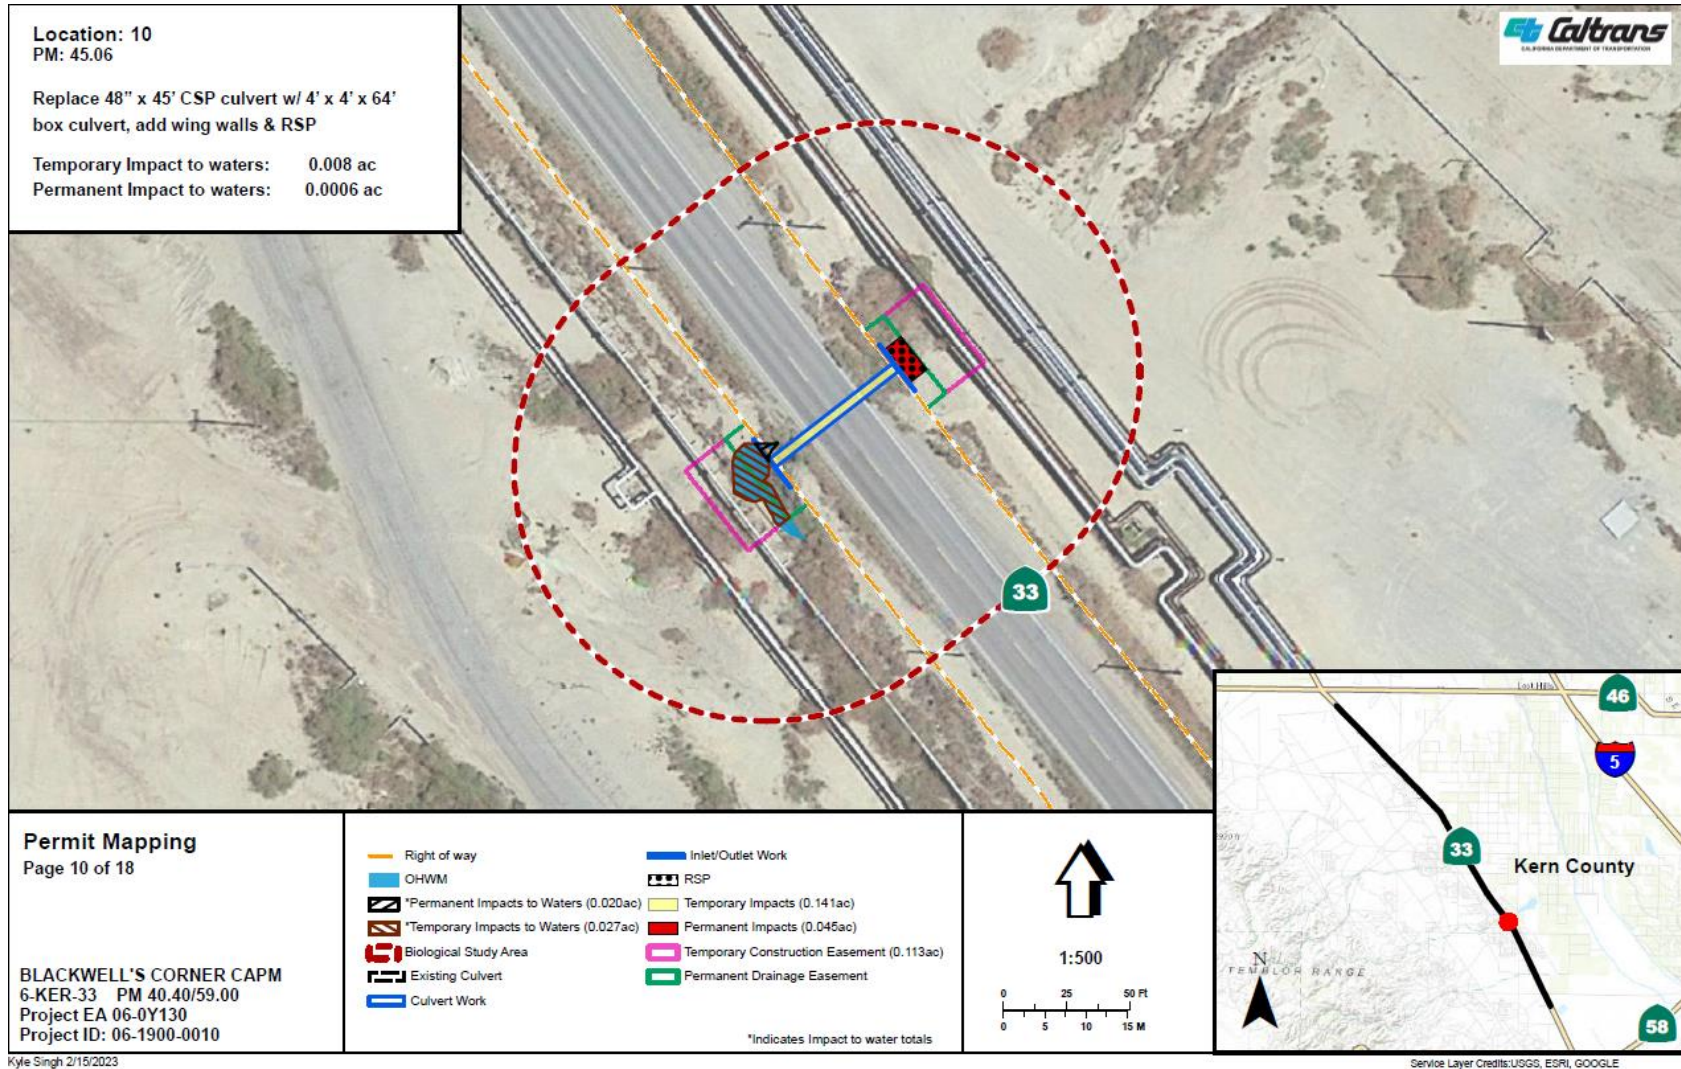 Location: 10
PM: 45.06
Replace 48” x 45’ CSP culvert w/ 4’ x 4’ x 64’
box culvert, add wing walls & RSP
Temporary Impact to waters: 0.008 ac
Permanent Impact to waters: 0.0006 ac
Ct Caltrans
CALIFORNIA DEPARTMENT OF TRANSPORTATION
33
Permit Mapping
Page 10 of 18
BLACKWELL'S CORNER CAPM
6-KER-33 PM 40.40/59.00
Project EA 06-0Y130
Project ID: 06-1900-0010
Right of way
OHWM
*Permanent Impacts to Waters (0.020ac)
*Temporary Impacts to Waters (0.027ac)
Biological Study Area
Existing Culvert
Culvert Work
Inlet/Outlet Work
RSP
Temporary Impacts (0.141ac)
Permanent Impacts (0.045ac)
Temporary Construction Easement (0.113ac)
Permanent Drainage Easement
*Indicates Impact to water totals
1:500
0 25 50 Ft
0 5 10 15 M
Lost Hills
46
5
33
Kern County
N
TEMBLOR RANGE
58
Kyle Singh 2/15/2023
Service Layer Credits:USGS, ESRI, GOOGLE